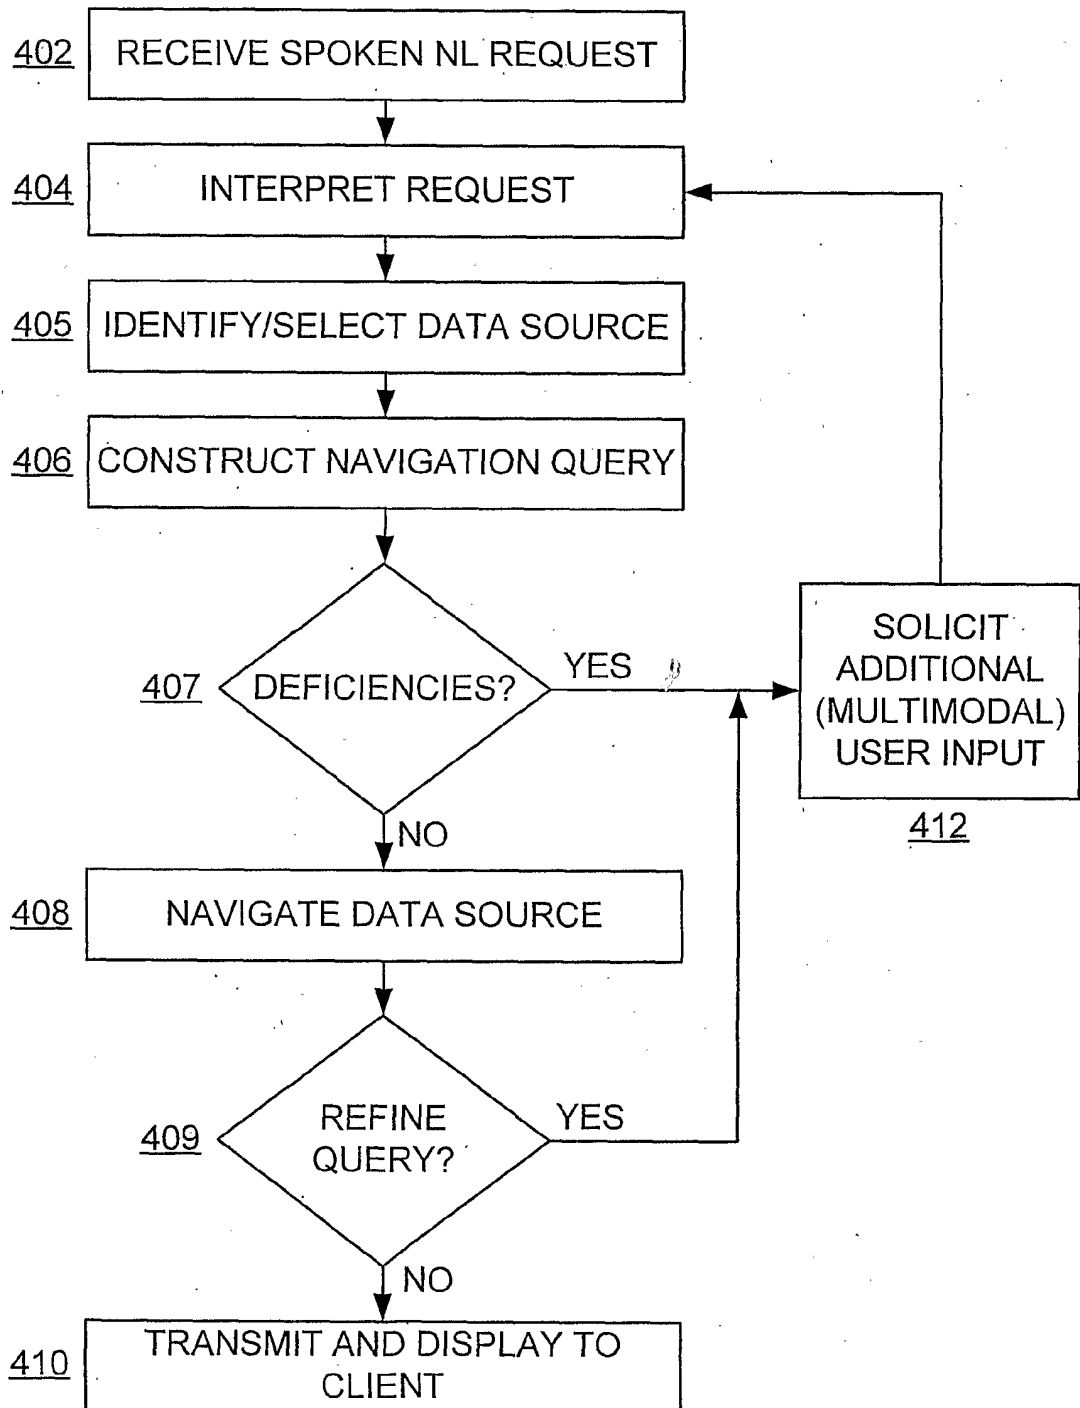 402 RECEIVE SPOKEN NL REQUEST
404 INTERPRET REQUEST
405 IDENTIFY/SELECT DATA SOURCE
406 CONSTRUCT NAVIGATION QUERY
407 DEFICIENCIES?
YES
SOLICIT
ADDITIONAL
(MULTIMODAL)
USER INPUT
412
NO
408 NAVIGATE DATA SOURCE
409 REFINE
QUERY?
YES
NO
410 TRANSMIT AND DISPLAY TO
CLIENT